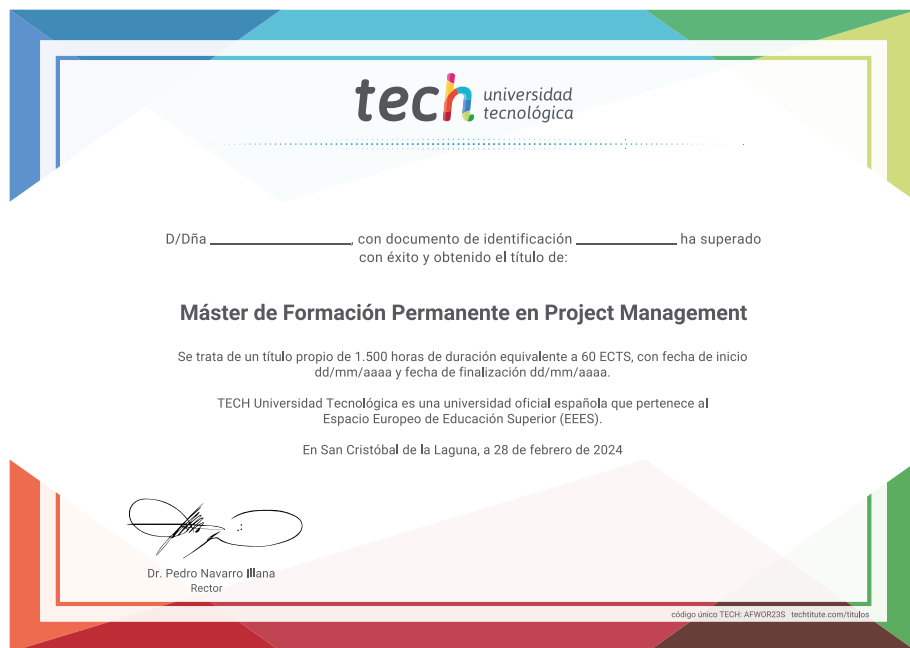 tech universidad
tecnológica
D/Dña ____________________, con documento de identificación ______________ ha superado
con éxito y obtenido el título de:
Máster de Formación Permanente en Project Management
Se trata de un título propio de 1.500 horas de duración equivalente a 60 ECTS, con fecha de inicio
dd/mm/aaaa y fecha de finalización dd/mm/aaaa.
TECH Universidad Tecnológica es una universidad oficial española que pertenece al
Espacio Europeo de Educación Superior (EEES).
En San Cristóbal de la Laguna, a 28 de febrero de 2024
Dr. Pedro Navarro Illana
Rector
código único TECH: AFWOR23S techtitute.com/titulos